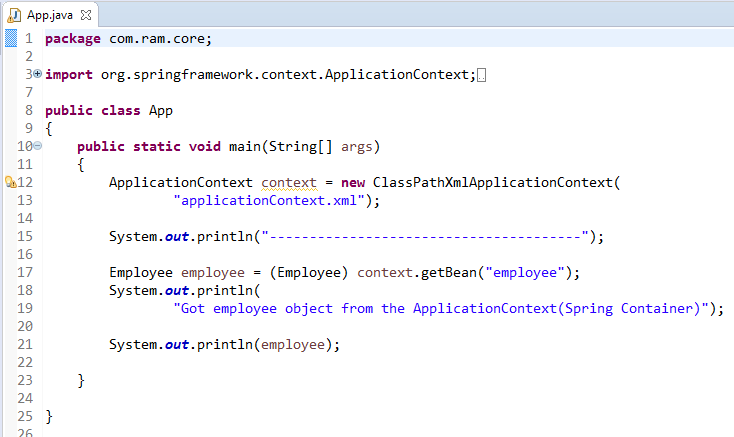 App.java
1 package com.ram.core;
2
3 import org.springframework.context.ApplicationContext;
7
8 public class App
9 {
10     public static void main(String[] args)
11     {
12         ApplicationContext context = new ClassPathXmlApplicationContext(
13                 "applicationContext.xml");
14
15         System.out.println("---------------------------------------");
16
17         Employee employee = (Employee) context.getBean("employee");
18         System.out.println(
19                 "Got employee object from the ApplicationContext(Spring Container)");
20
21         System.out.println(employee);
22
23     }
24
25 }
26